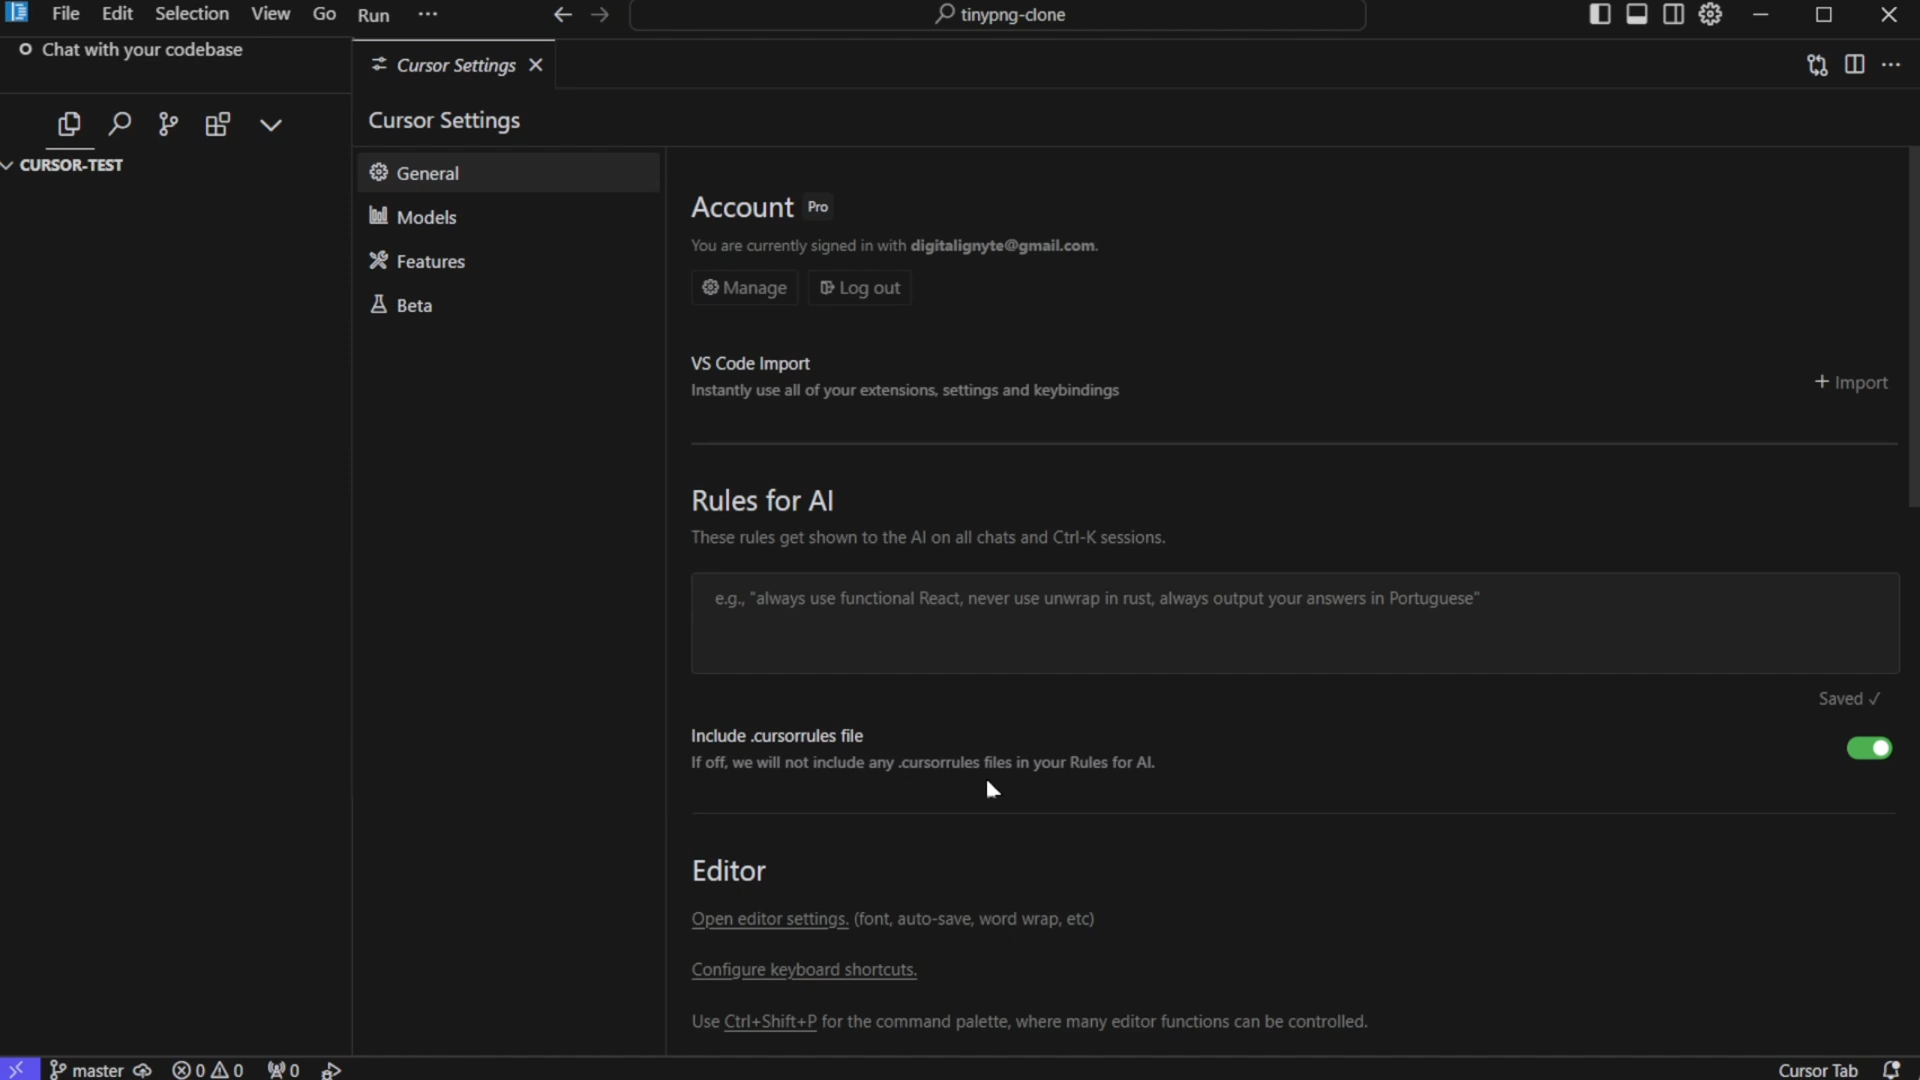 File Edit Selection View Go Run ···
tinypng-clone
Chat with your codebase
Cursor Settings
CURSOR-TEST
Cursor Settings
General
Models
Features
Beta
Account Pro
You are currently signed in with digitalignyte@gmail.com.
Manage Log out
VS Code Import
Instantly use all of your extensions, settings and keybindings
+ Import
Rules for AI
These rules get shown to the AI on all chats and Ctrl-K sessions.
e.g., "always use functional React, never use unwrap in rust, always output your answers in Portuguese"
Saved ✓
Include .cursorrules file
If off, we will not include any .cursorrules files in your Rules for AI.
Editor
Open editor settings. (font, auto-save, word wrap, etc)
Configure keyboard shortcuts.
Use Ctrl+Shift+P for the command palette, where many editor functions can be controlled.
master 0 0 0 Cursor Tab